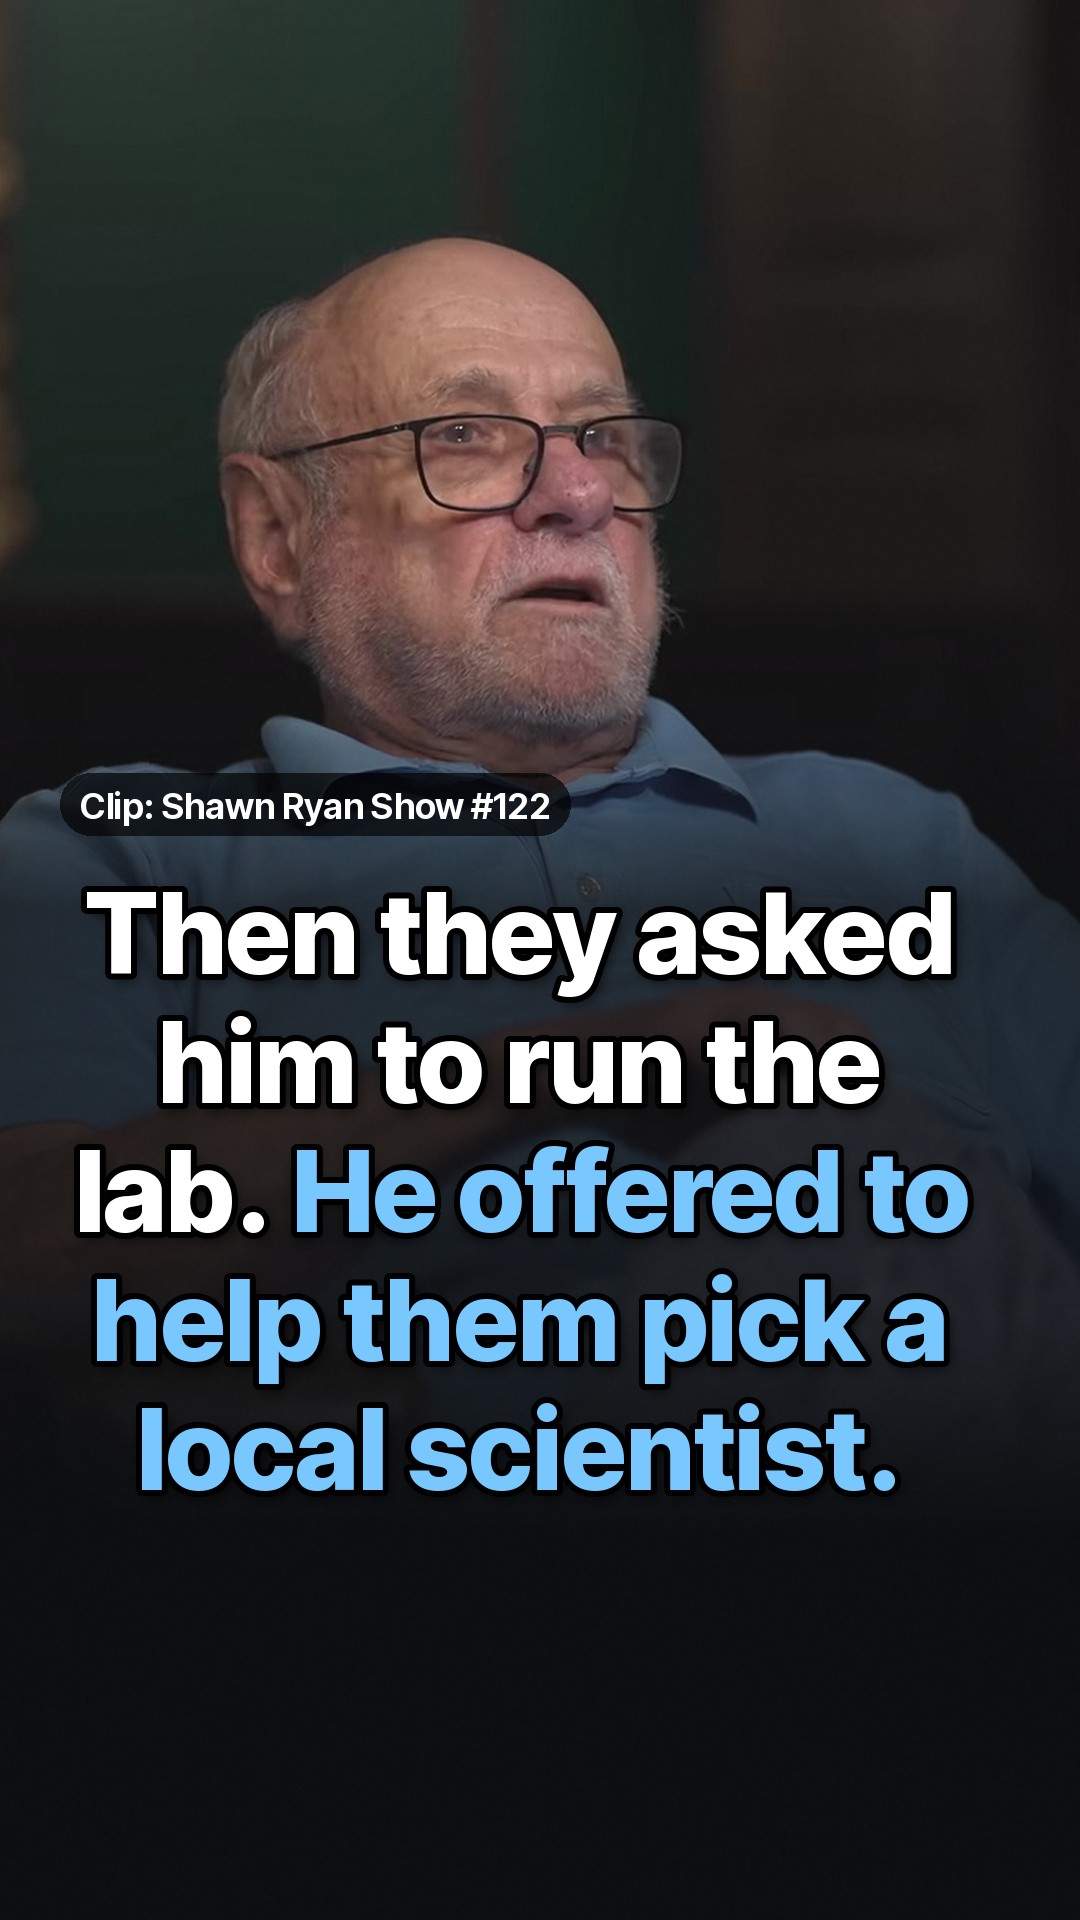 Clip: Shawn Ryan Show #122
Then they asked
him to run the
lab. He offered to
help them pick a
local scientist.